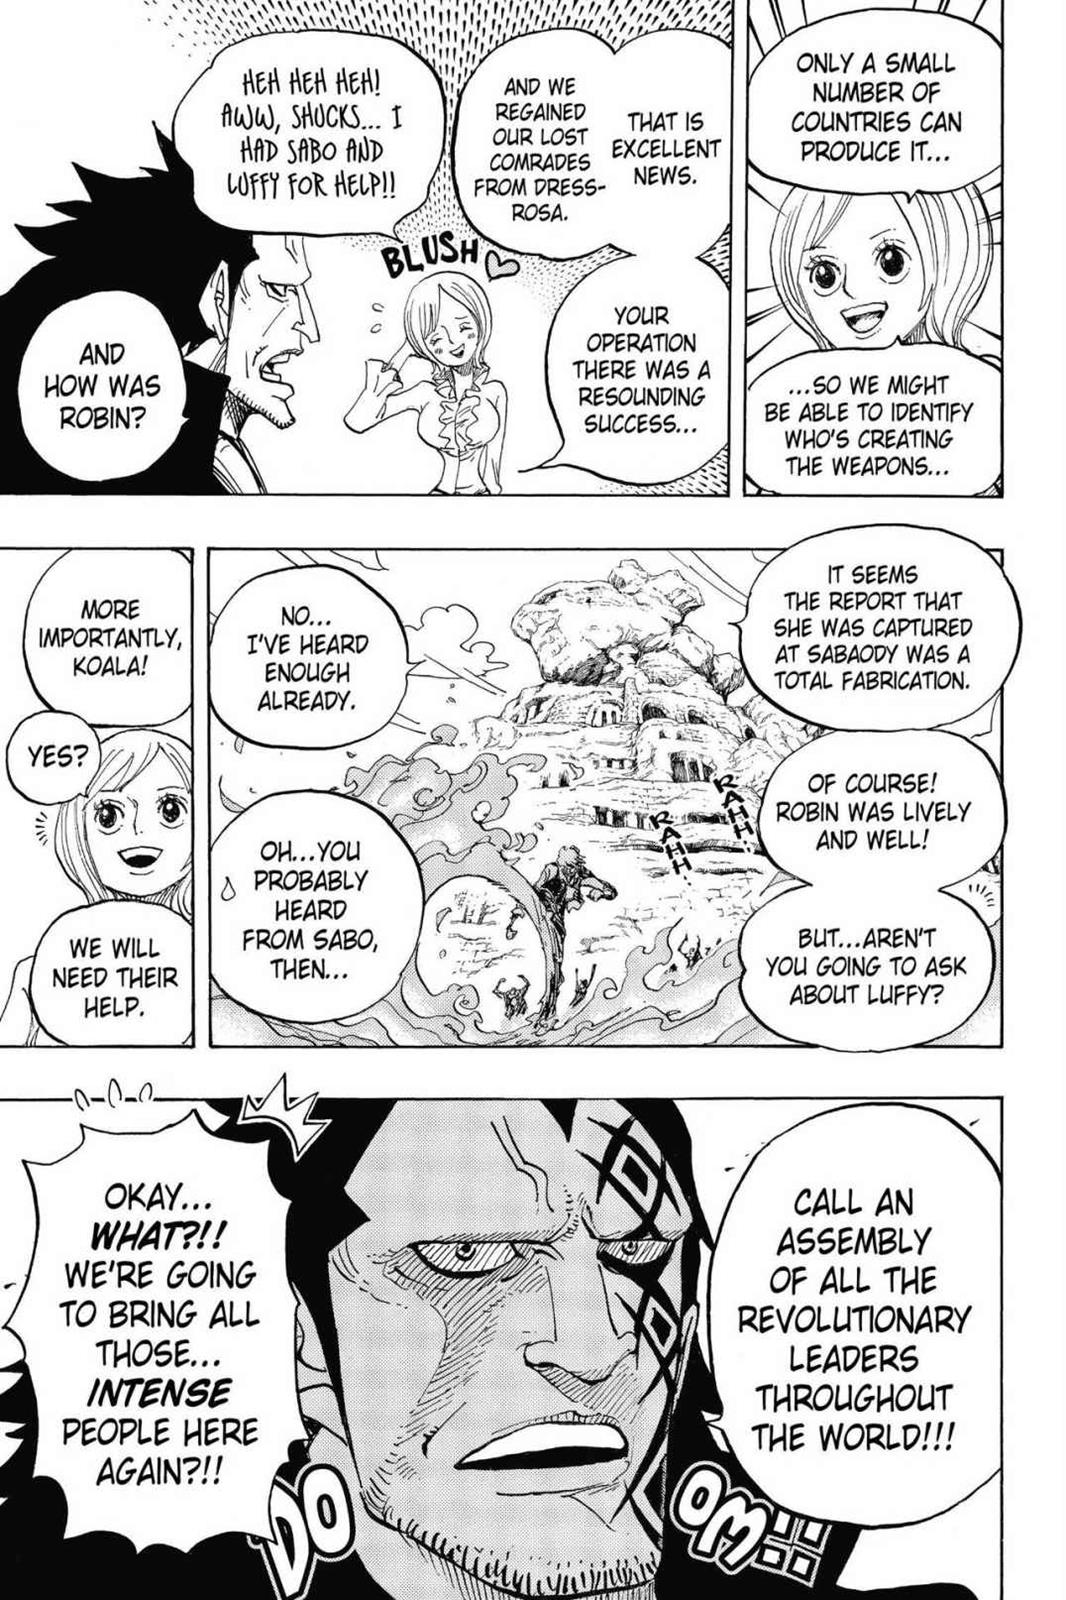 ONLY A SMALL
NUMBER OF
COUNTRIES CAN
PRODUCE IT...
...SO WE MIGHT
BE ABLE TO IDENTIFY
WHO'S CREATING
THE WEAPONS...
THAT IS
EXCELLENT
NEWS.
AND WE
REGAINED
OUR LOST
COMRADES
FROM DRESS-
ROSA.
YOUR
OPERATION
THERE WAS A
RESOUNDING
SUCCESS...
HEH HEH HEH!
AWW, SHUCKS... I
HAD SABO AND
LUFFY FOR HELP!!
BLUSH
AND
HOW WAS
ROBIN?
IT SEEMS
THE REPORT THAT
SHE WAS CAPTURED
AT SABAODY WAS A
TOTAL FABRICATION.
OF COURSE!
ROBIN WAS LIVELY
AND WELL!
BUT...AREN'T
YOU GOING TO ASK
ABOUT LUFFY?
RAHH!
RAHH!
NO...
I'VE HEARD
ENOUGH
ALREADY.
OH...YOU
PROBABLY
HEARD
FROM SABO,
THEN...
MORE
IMPORTANTLY,
KOALA!
YES?
WE WILL
NEED THEIR
HELP.
CALL AN
ASSEMBLY
OF ALL THE
REVOLUTIONARY
LEADERS
THROUGHOUT
THE WORLD!!!
OKAY...
WHAT?!!
WE'RE GOING
TO BRING ALL
THOSE...
INTENSE
PEOPLE HERE
AGAIN?!!
DOOM!!